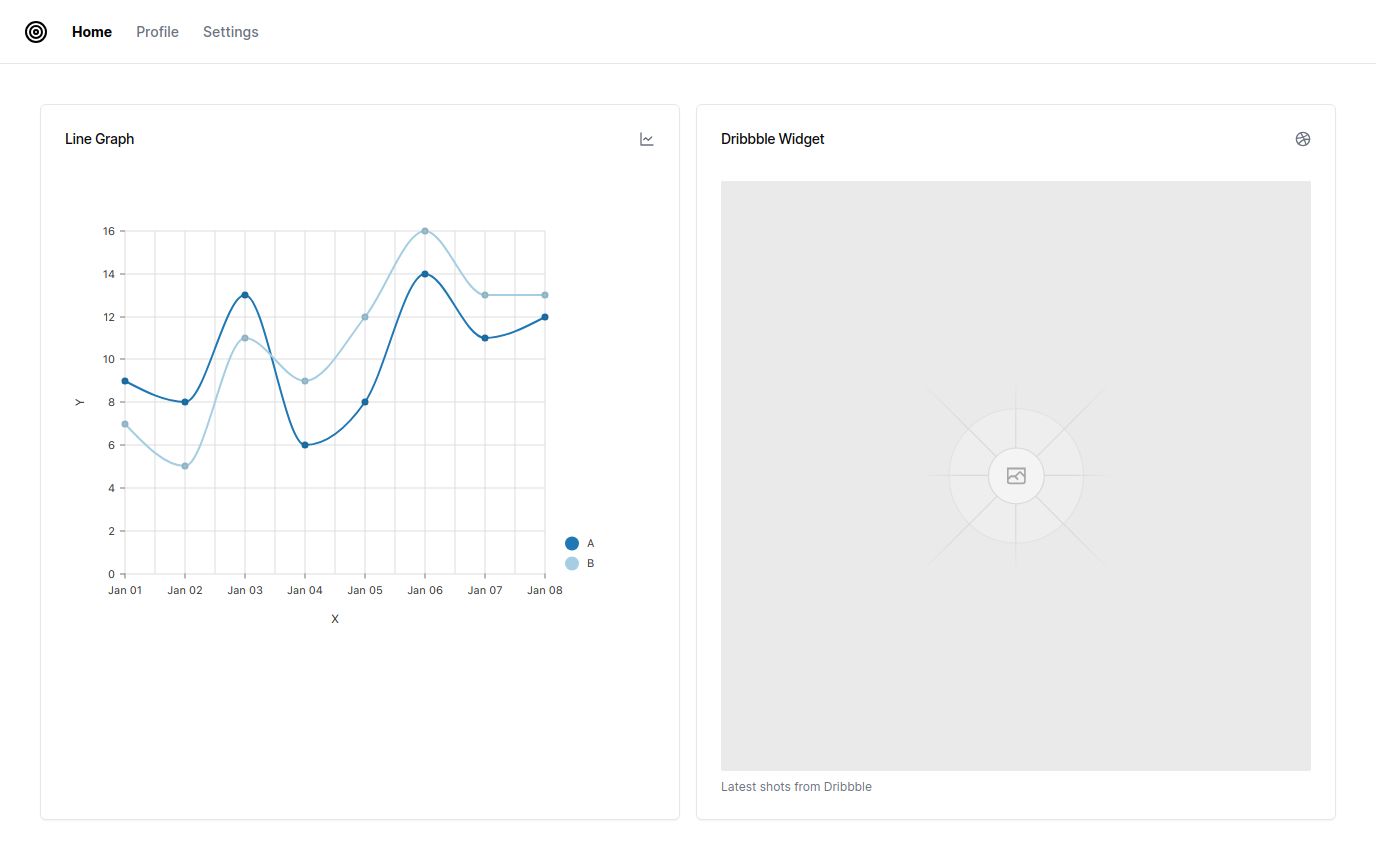 Home Profile Settings
Line Graph
16
14
12
10
8
6
4
2
0
Y
Jan 01 Jan 02 Jan 03 Jan 04 Jan 05 Jan 06 Jan 07 Jan 08
X
A
B
Dribbble Widget
Latest shots from Dribbble